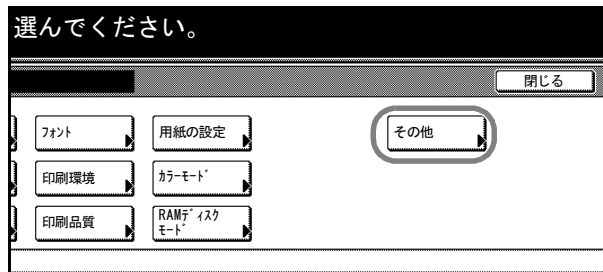 選んでください。
閉じる
ﾌｫﾝﾄ
用紙の設定
その他
印刷環境
ｶﾗｰﾓｰﾄﾞ
印刷品質
RAMﾃﾞｨｽｸ
ﾓｰﾄﾞ